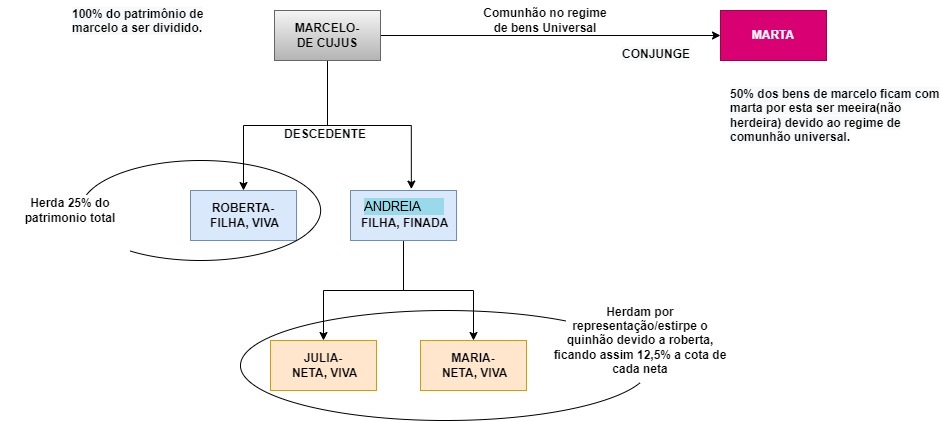 100% do patrimônio de
marcelo a ser dividido.
MARCELO-
DE CUJUS
Comunhão no regime
de bens Universal
CONJUNGE
MARTA
50% dos bens de marcelo ficam com
marta por esta ser meeira(não
herdeira) devido ao regime de
comunhão universal.
DESCEDENTE
Herda 25% do
patrimonio total
ROBERTA-
FILHA, VIVA
ANDREIA
FILHA, FINADA
Herdam por
representação/estirpe o
quinhão devido a roberta,
ficando assim 12,5% a cota de
cada neta
JULIA-
NETA, VIVA
MARIA-
NETA, VIVA